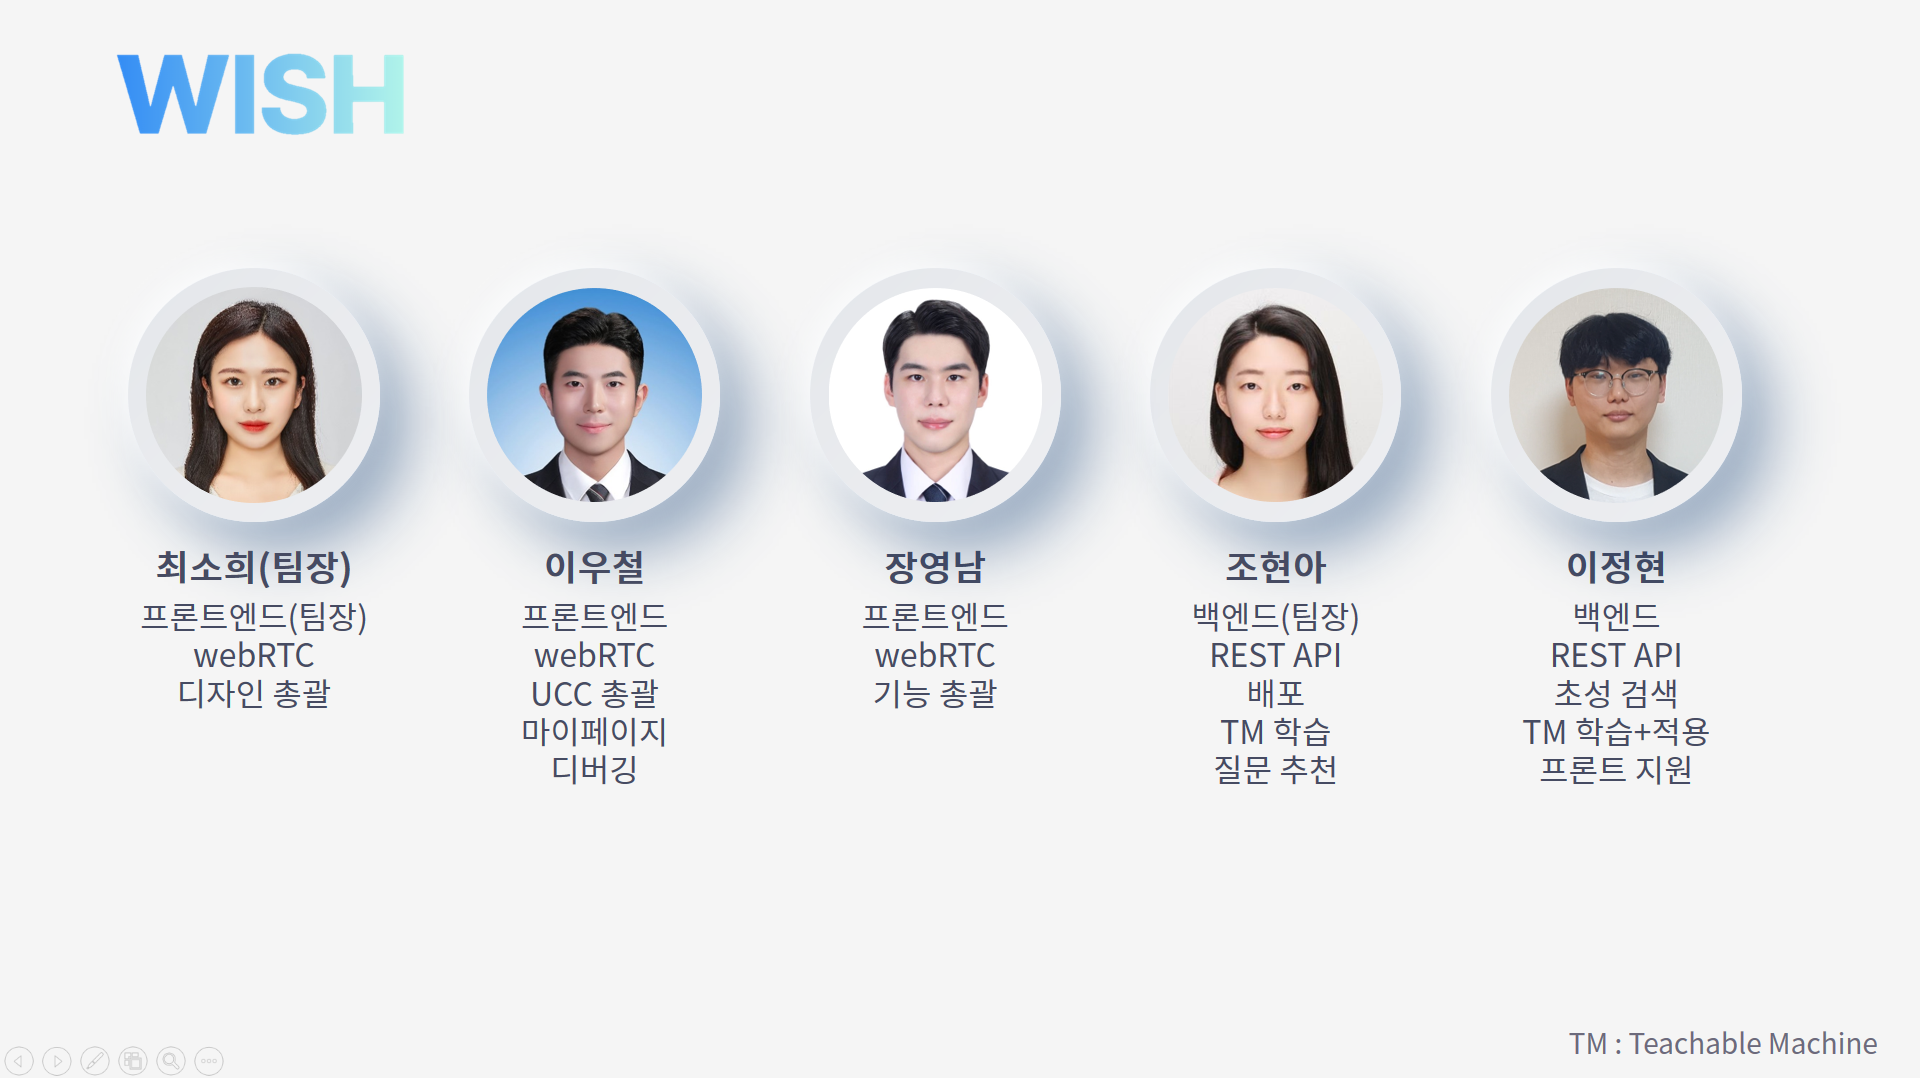 WISH
최소희(팀장)
프론트엔드(팀장)
webRTC
디자인 총괄
이우철
프론트엔드
webRTC
UCC 총괄
마이페이지
디버깅
장영남
프론트엔드
webRTC
기능 총괄
조현아
백엔드(팀장)
REST API
배포
TM 학습
질문 추천
이정현
백엔드
REST API
초성 검색
TM 학습+적용
프론트 지원
TM : Teachable Machine